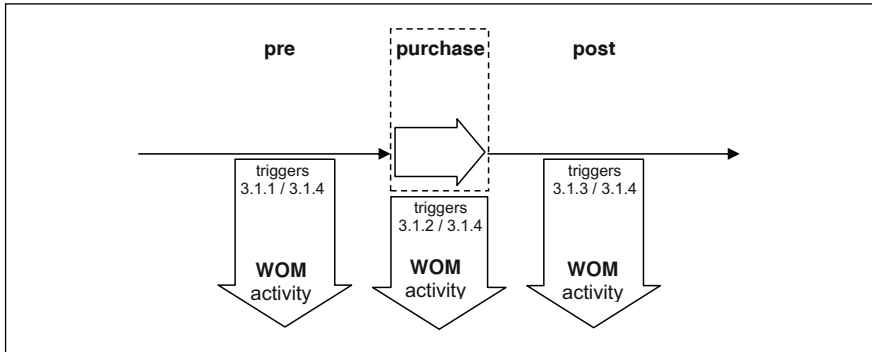 pre
purchase
post
triggers
3.1.1 / 3.1.4
WOM
activity
triggers
3.1.2 / 3.1.4
WOM
activity
triggers
3.1.3 / 3.1.4
WOM
activity